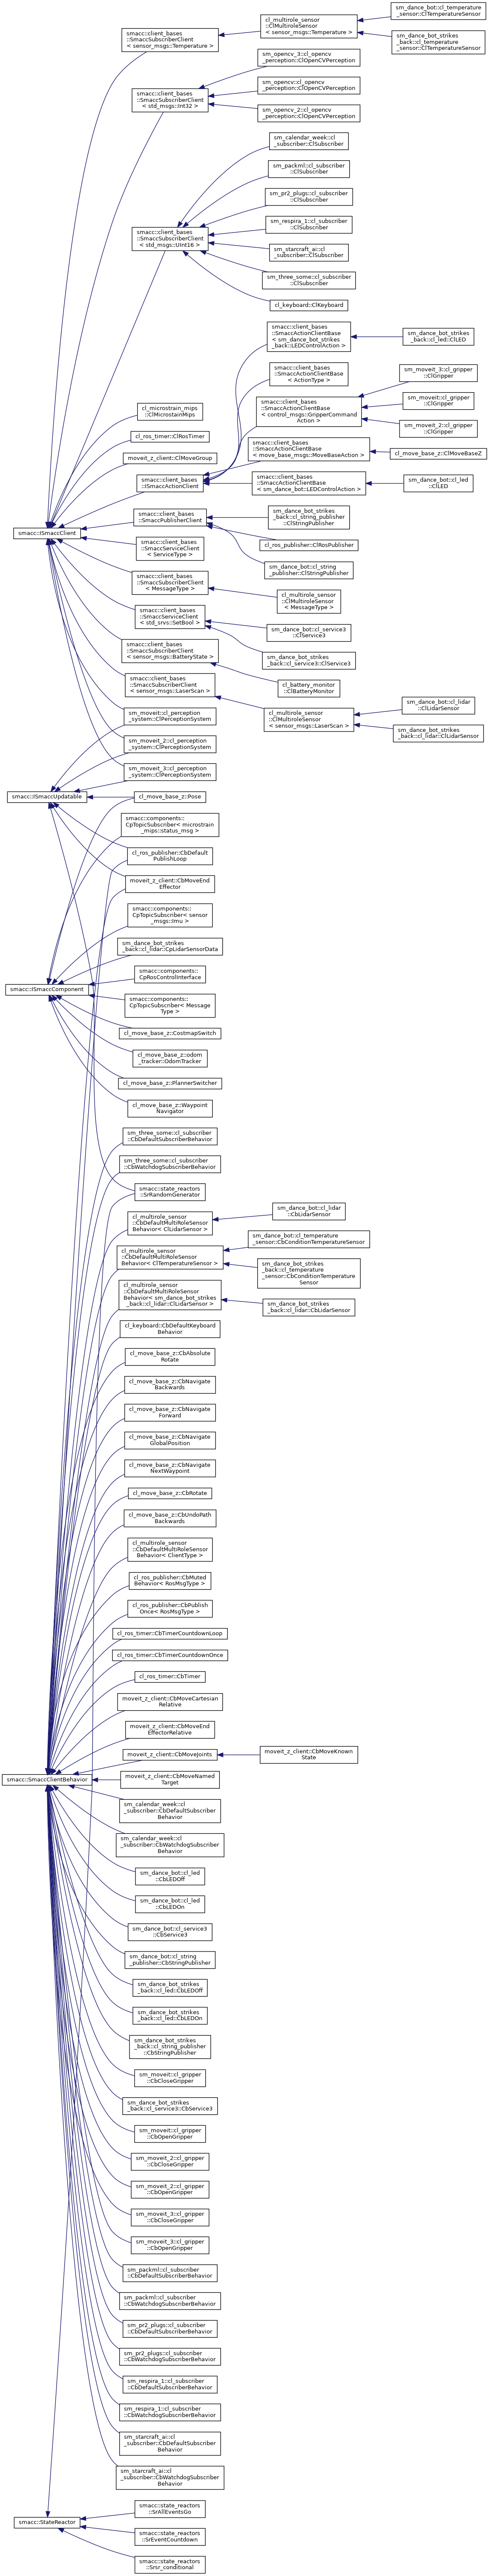 sm_dance_bot::cl_temperature
_sensor::ClTemperatureSensor
cl_multirole_sensor
::ClMultiroleSensor
< sensor_msgs::Temperature >
smacc::client_bases
::SmaccSubscriberClient
< sensor_msgs::Temperature >
sm_dance_bot_strikes
_back::cl_temperature
_sensor::ClTemperatureSensor
sm_opencv_3::cl_opencv
_perception::ClOpenCVPerception
smacc::client_bases
::SmaccSubscriberClient
< std_msgs::Int32 >
sm_opencv::cl_opencv
_perception::ClOpenCVPerception
sm_opencv_2::cl_opencv
_perception::ClOpenCVPerception
sm_calendar_week::cl
_subscriber::ClSubscriber
sm_packml::cl_subscriber
::ClSubscriber
sm_pr2_plugs::cl_subscriber
::ClSubscriber
smacc::client_bases
::SmaccSubscriberClient
< std_msgs::UInt16 >
sm_respira_1::cl_subscriber
::ClSubscriber
sm_starcraft_ai::cl
_subscriber::ClSubscriber
sm_three_some::cl_subscriber
::ClSubscriber
cl_keyboard::ClKeyboard
smacc::client_bases
::SmaccActionClientBase
< sm_dance_bot_strikes
_back::LEDControlAction >
sm_dance_bot_strikes
_back::cl_led::ClLED
smacc::client_bases
::SmaccActionClientBase
< ActionType >
sm_moveit_3::cl_gripper
::ClGripper
sm_moveit::cl_gripper
::ClGripper
smacc::client_bases
::SmaccActionClientBase
< control_msgs::GripperCommand
Action >
cl_microstrain_mips
::ClMicrostrainMips
sm_moveit_2::cl_gripper
::ClGripper
cl_ros_timer::ClRosTimer
smacc::client_bases
::SmaccActionClientBase
< move_base_msgs::MoveBaseAction >
cl_move_base_z::ClMoveBaseZ
moveit_z_client::ClMoveGroup
smacc::client_bases
::ISmaccActionClient
smacc::client_bases
::SmaccActionClientBase
< sm_dance_bot::LEDControlAction >
sm_dance_bot::cl_led
::ClLED
smacc::client_bases
::SmaccPublisherClient
sm_dance_bot_strikes
_back::cl_string_publisher
::ClStringPublisher
smacc::ISmaccClient
cl_ros_publisher::ClRosPublisher
smacc::client_bases
::SmaccServiceClient
< ServiceType >
sm_dance_bot::cl_string
_publisher::ClStringPublisher
smacc::client_bases
::SmaccSubscriberClient
< MessageType >
cl_multirole_sensor
::ClMultiroleSensor
< MessageType >
smacc::client_bases
::SmaccServiceClient
< std_srvs::SetBool >
sm_dance_bot::cl_service3
::ClService3
smacc::client_bases
::SmaccSubscriberClient
< sensor_msgs::BatteryState >
sm_dance_bot_strikes
_back::cl_service3::ClService3
smacc::client_bases
::SmaccSubscriberClient
< sensor_msgs::LaserScan >
cl_battery_monitor
::ClBatteryMonitor
sm_dance_bot::cl_lidar
::ClLidarSensor
sm_moveit::cl_perception
_system::ClPerceptionSystem
cl_multirole_sensor
::ClMultiroleSensor
< sensor_msgs::LaserScan >
sm_dance_bot_strikes
_back::cl_lidar::ClLidarSensor
sm_moveit_2::cl_perception
_system::ClPerceptionSystem
sm_moveit_3::cl_perception
_system::ClPerceptionSystem
smacc::ISmaccUpdatable
cl_move_base_z::Pose
smacc::components::
CpTopicSubscriber< microstrain
_mips::status_msg >
cl_ros_publisher::CbDefault
PublishLoop
moveit_z_client::CbMoveEnd
Effector
smacc::components::
CpTopicSubscriber< sensor
_msgs::Imu >
sm_dance_bot_strikes
_back::cl_lidar::CpLidarSensorData
smacc::components::
CpRosControlInterface
smacc::ISmaccComponent
smacc::components::
CpTopicSubscriber< Message
Type >
cl_move_base_z::CostmapSwitch
cl_move_base_z::odom
_tracker::OdomTracker
cl_move_base_z::PlannerSwitcher
cl_move_base_z::Waypoint
Navigator
sm_three_some::cl_subscriber
::CbDefaultSubscriberBehavior
sm_three_some::cl_subscriber
::CbWatchdogSubscriberBehavior
smacc::state_reactors
::SrRandomGenerator
cl_multirole_sensor
::CbDefaultMultiRoleSensor
Behavior< ClLidarSensor >
sm_dance_bot::cl_lidar
::CbLidarSensor
cl_multirole_sensor
::CbDefaultMultiRoleSensor
Behavior< ClTemperatureSensor >
sm_dance_bot::cl_temperature
_sensor::CbConditionTemperatureSensor
sm_dance_bot_strikes
_back::cl_temperature
_sensor::CbConditionTemperature
Sensor
cl_multirole_sensor
::CbDefaultMultiRoleSensor
Behavior< sm_dance_bot_strikes
_back::cl_lidar::ClLidarSensor >
sm_dance_bot_strikes
_back::cl_lidar::CbLidarSensor
cl_keyboard::CbDefaultKeyboard
Behavior
cl_move_base_z::CbAbsolute
Rotate
cl_move_base_z::CbNavigate
Backwards
cl_move_base_z::CbNavigate
Forward
cl_move_base_z::CbNavigate
GlobalPosition
cl_move_base_z::CbNavigate
NextWaypoint
cl_move_base_z::CbRotate
cl_move_base_z::CbUndoPath
Backwards
cl_multirole_sensor
::CbDefaultMultiRoleSensor
Behavior< ClientType >
cl_ros_publisher::CbMuted
Behavior< RosMsgType >
cl_ros_publisher::CbPublish
Once< RosMsgType >
cl_ros_timer::CbTimerCountdownLoop
cl_ros_timer::CbTimerCountdownOnce
cl_ros_timer::CbTimer
moveit_z_client::CbMoveCartesian
Relative
moveit_z_client::CbMoveEnd
EffectorRelative
moveit_z_client::CbMoveJoints
moveit_z_client::CbMoveKnown
State
smacc::SmaccClientBehavior
moveit_z_client::CbMoveNamed
Target
sm_calendar_week::cl
_subscriber::CbDefaultSubscriber
Behavior
sm_calendar_week::cl
_subscriber::CbWatchdogSubscriber
Behavior
sm_dance_bot::cl_led
::CbLEDOff
sm_dance_bot::cl_led
::CbLEDOn
sm_dance_bot::cl_service3
::CbService3
sm_dance_bot::cl_string
_publisher::CbStringPublisher
sm_dance_bot_strikes
_back::cl_led::CbLEDOff
sm_dance_bot_strikes
_back::cl_led::CbLEDOn
sm_dance_bot_strikes
_back::cl_string_publisher
::CbStringPublisher
sm_moveit::cl_gripper
::CbCloseGripper
sm_dance_bot_strikes
_back::cl_service3::CbService3
sm_moveit::cl_gripper
::CbOpenGripper
sm_moveit_2::cl_gripper
::CbCloseGripper
sm_moveit_2::cl_gripper
::CbOpenGripper
sm_moveit_3::cl_gripper
::CbCloseGripper
sm_moveit_3::cl_gripper
::CbOpenGripper
sm_packml::cl_subscriber
::CbDefaultSubscriberBehavior
sm_packml::cl_subscriber
::CbWatchdogSubscriberBehavior
sm_pr2_plugs::cl_subscriber
::CbDefaultSubscriberBehavior
sm_pr2_plugs::cl_subscriber
::CbWatchdogSubscriberBehavior
sm_respira_1::cl_subscriber
::CbDefaultSubscriberBehavior
sm_respira_1::cl_subscriber
::CbWatchdogSubscriberBehavior
sm_starcraft_ai::cl
_subscriber::CbDefaultSubscriber
Behavior
sm_starcraft_ai::cl
_subscriber::CbWatchdogSubscriber
Behavior
smacc::state_reactors
::SrAllEventsGo
smacc::StateReactor
smacc::state_reactors
::SrEventCountdown
smacc::state_reactors
::Srsr_conditional